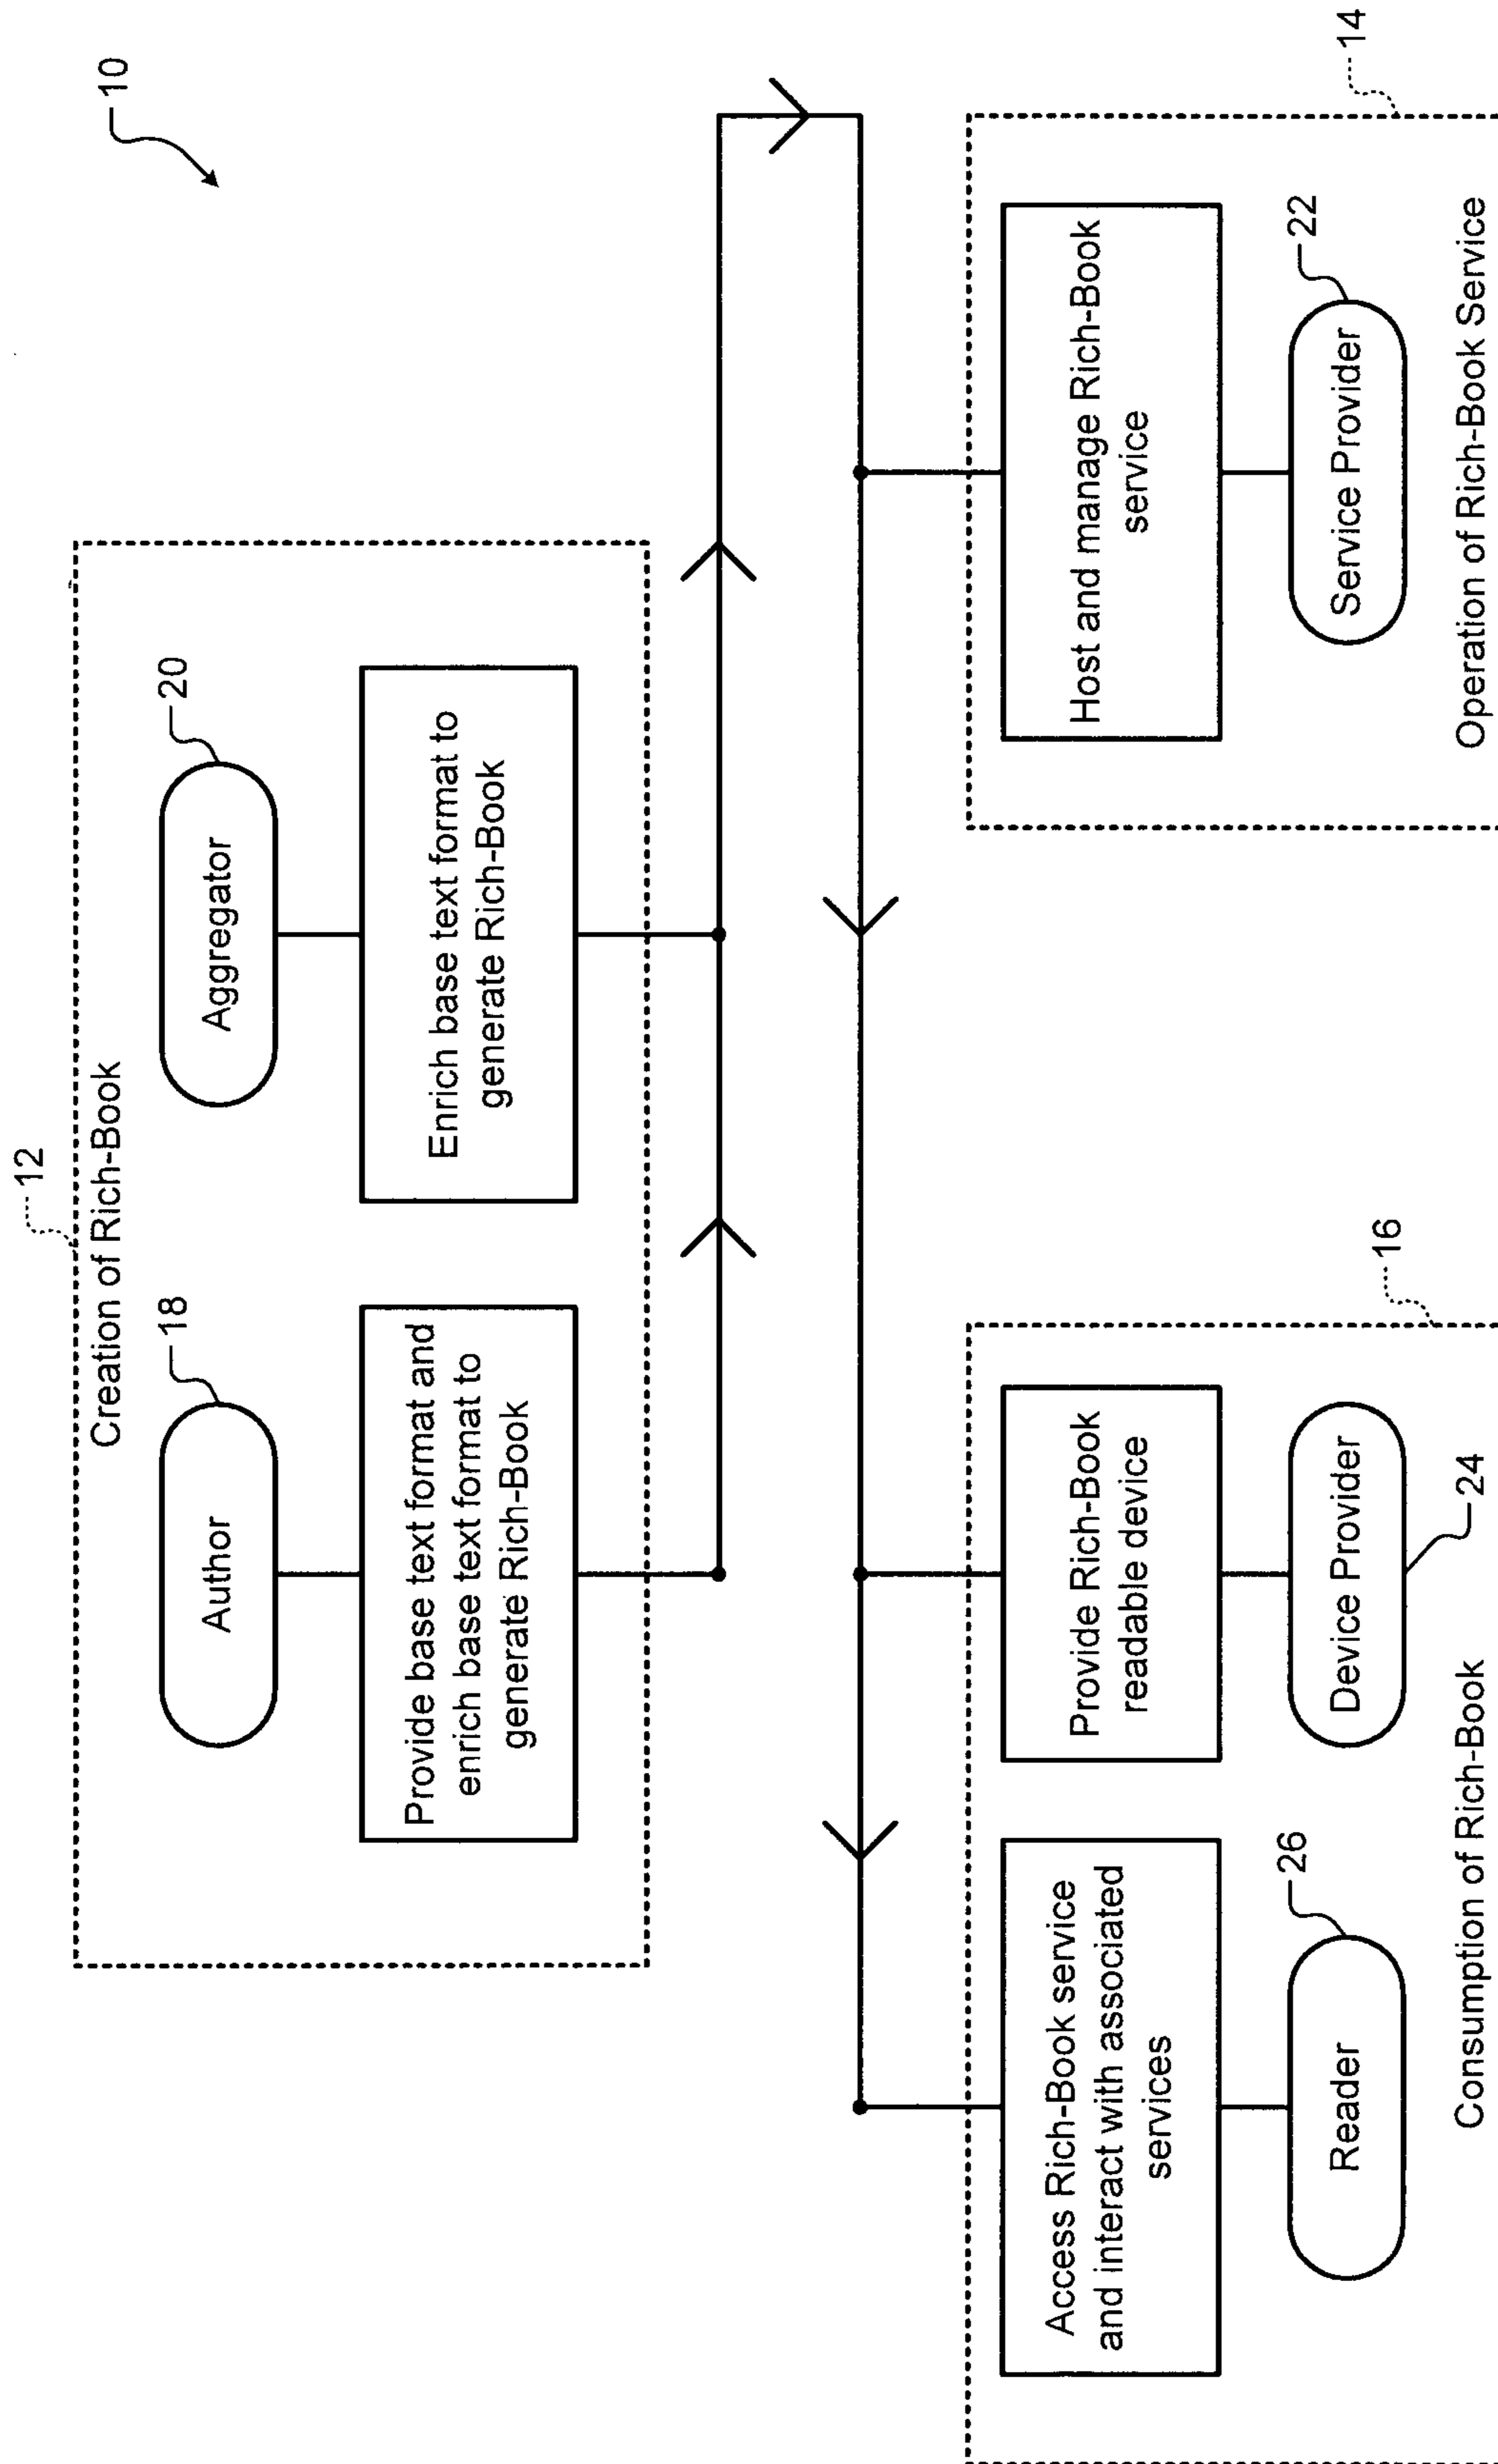 10
12
Creation of Rich-Book
Author
18
Aggregator
20
Provide base text format and
enrich base text format to
generate Rich-Book
Enrich base text format to
generate Rich-Book
16
14
Access Rich-Book service
and interact with associated
services
Provide Rich-Book
readable device
Host and manage Rich-Book
service
Reader
26
Device Provider
24
Service Provider
22
Consumption of Rich-Book
Operation of Rich-Book Service